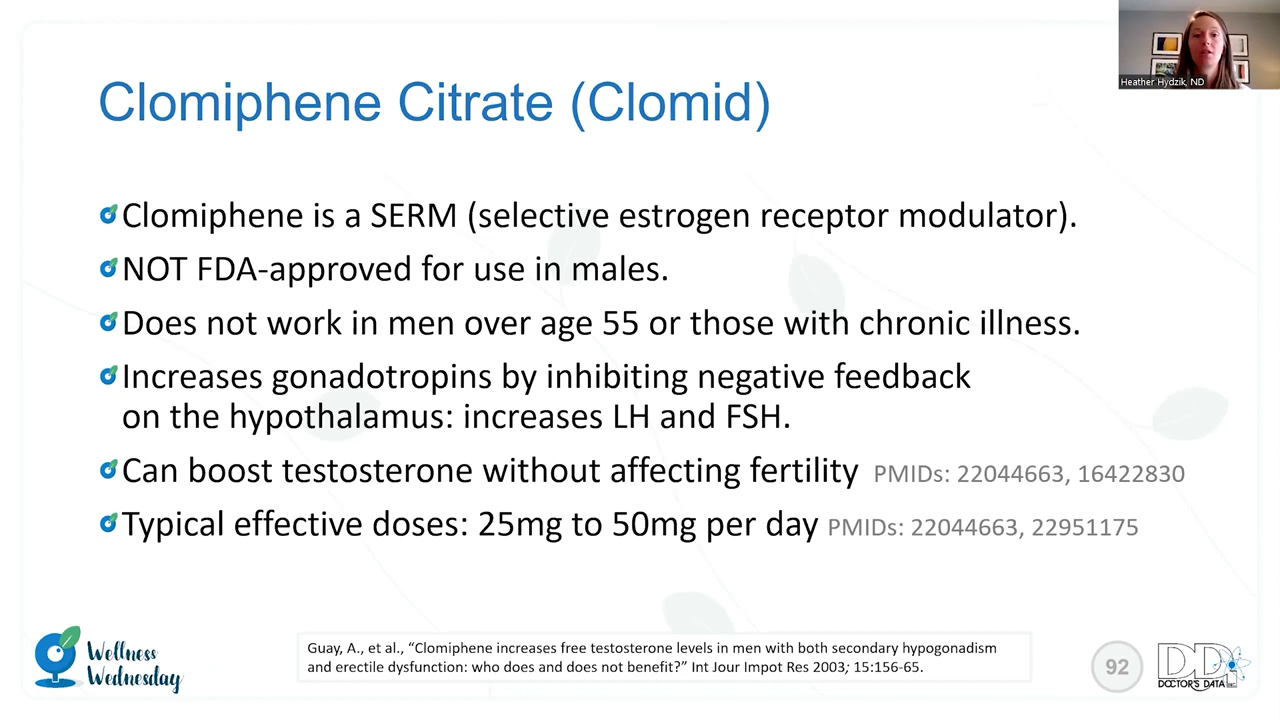 Heather Hydzik, ND
Clomiphene Citrate (Clomid)
Clomiphene is a SERM (selective estrogen receptor modulator).
NOT FDA-approved for use in males.
Does not work in men over age 55 or those with chronic illness.
Increases gonadotropins by inhibiting negative feedback
on the hypothalamus: increases LH and FSH.
Can boost testosterone without affecting fertility PMIDs: 22044663, 16422830
Typical effective doses: 25mg to 50mg per day PMIDs: 22044663, 22951175
Wellness
Wednesday
Guay, A., et al., “Clomiphene increases free testosterone levels in men with both secondary hypogonadism
and erectile dysfunction: who does and does not benefit?” Int Jour Impot Res 2003; 15:156-65.
92
DDI
DOCTOR'S DATA INC.